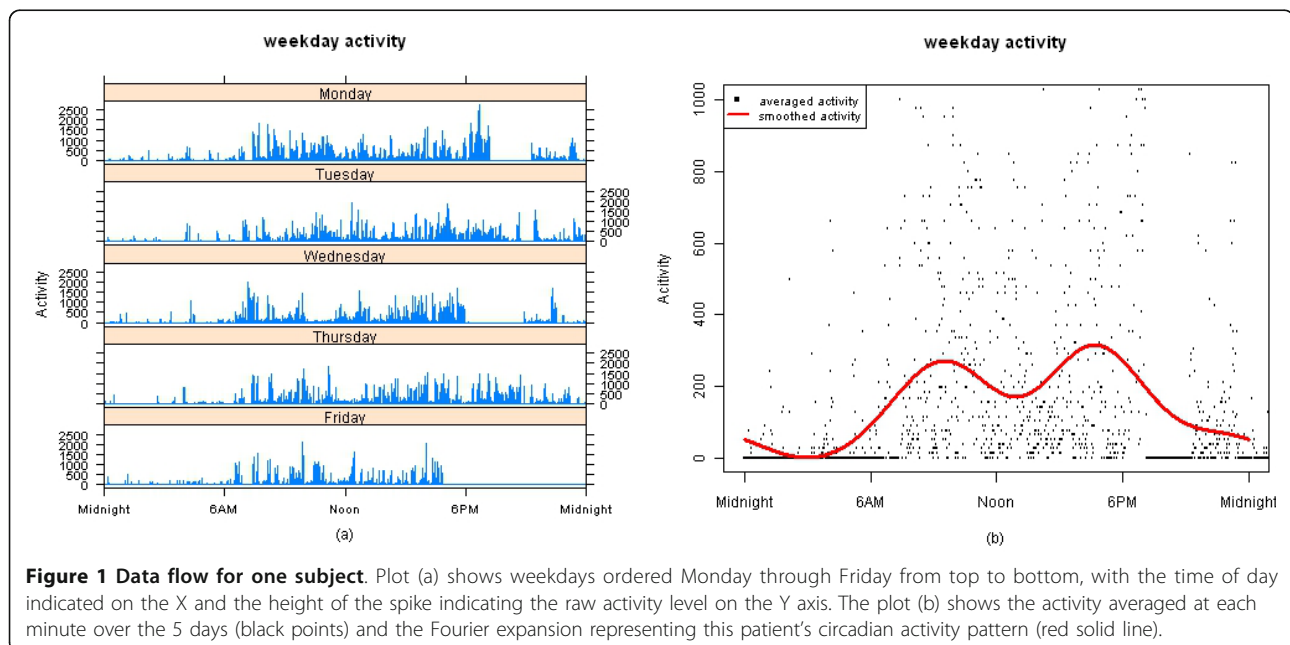 weekday activity
Monday
2500
2000
1500
1000
500
0
Tuesday
2500
2000
1500
1000
500
0
Wednesday
2500
2000
1500
1000
500
0
Thursday
2500
2000
1500
1000
500
0
Friday
2500
2000
1500
1000
500
0
Activity
Midnight 6AM Noon 6PM Midnight
(a)
weekday activity
averaged activity
smoothed activity
1000
800
600
400
200
0
Acitivity
Midnight 6AM Noon 6PM Midnight
(b)
Figure 1 Data flow for one subject. Plot (a) shows weekdays ordered Monday through Friday from top to bottom, with the time of day
indicated on the X and the height of the spike indicating the raw activity level on the Y axis. The plot (b) shows the activity averaged at each
minute over the 5 days (black points) and the Fourier expansion representing this patient's circadian activity pattern (red solid line).